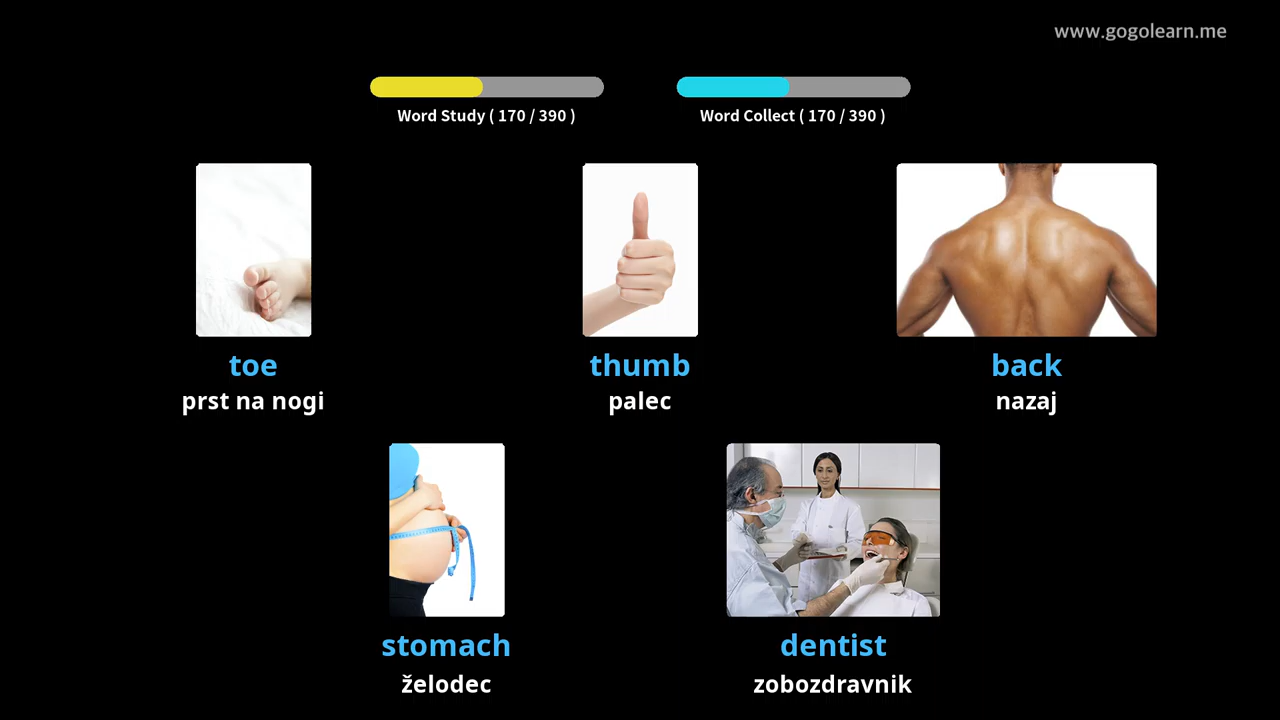 www.gogolearn.me
Word Study ( 170 / 390 )
Word Collect ( 170 / 390 )
toe
prst na nogi
thumb
palec
back
nazaj
stomach
želodec
dentist
zobozdravnik